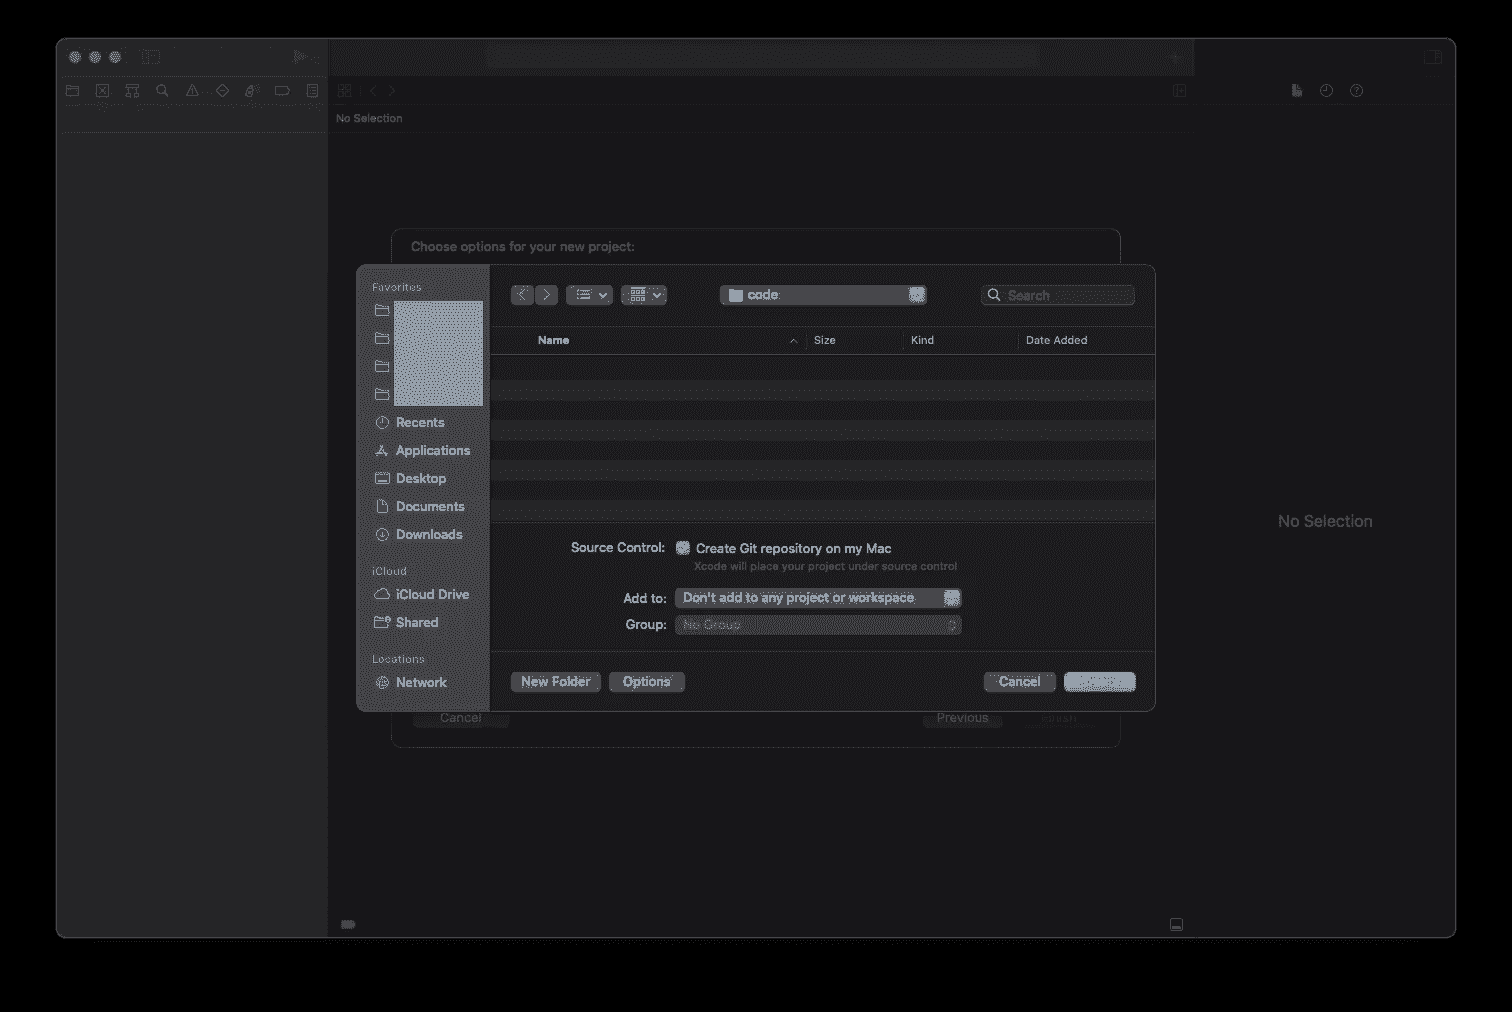 No Selection
Choose options for your new project:
Favorites
code
Search
Name
Size
Kind
Date Added
Recents
Applications
Desktop
Documents
Downloads
iCloud
iCloud Drive
Shared
Locations
Network
Source Control:
Create Git repository on my Mac
Xcode will place your project under source control
Add to:
Don't add to any project or workspace
Group:
No Group
New Folder
Options
Cancel
Cancel
Previous
No Selection